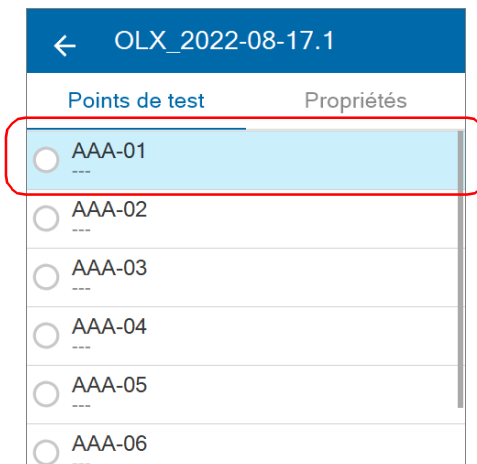 OLX_2022-08-17.1
Points de test Propriétés
AAA-01
---
AAA-02
---
AAA-03
---
AAA-04
---
AAA-05
---
AAA-06
---